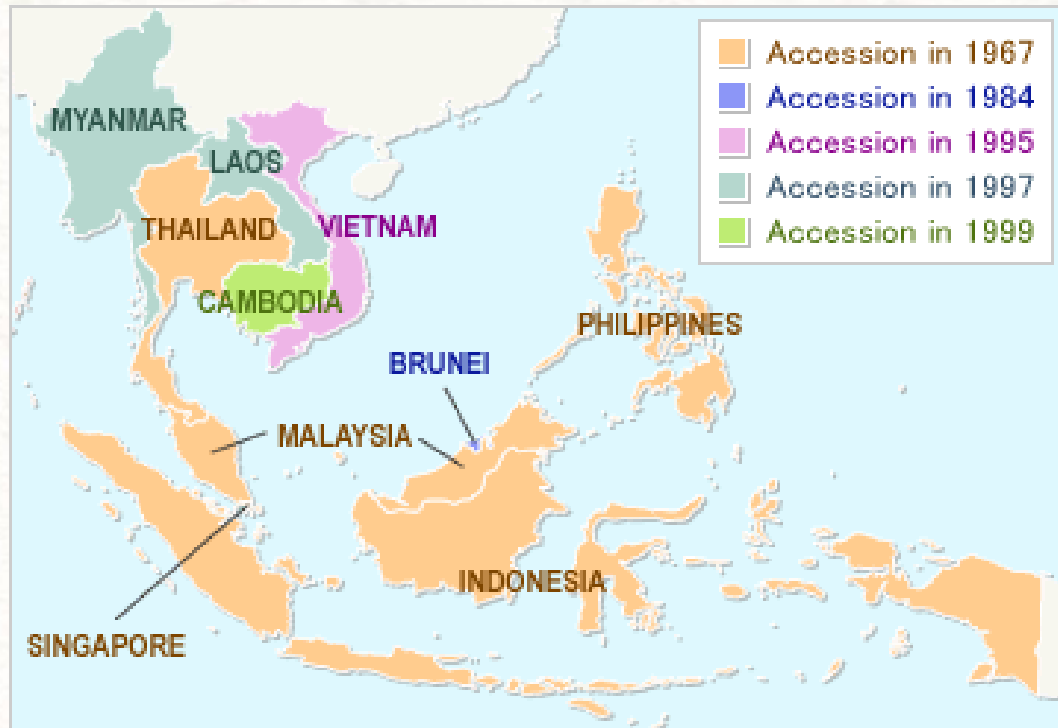 Accession in 1967
Accession in 1984
Accession in 1995
Accession in 1997
Accession in 1999
MYANMAR
LAOS
THAILAND
VIETNAM
CAMBODIA
PHILIPPINES
BRUNEI
MALAYSIA
INDONESIA
SINGAPORE